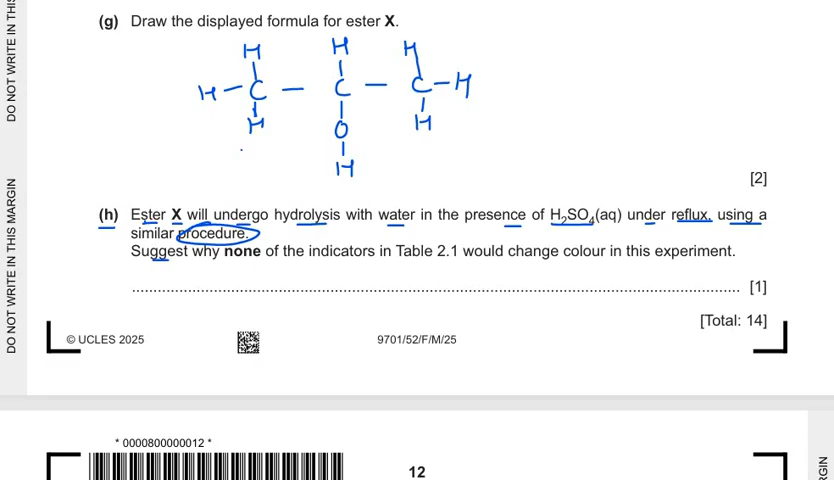 DO NOT WRITE IN THIS
(g) Draw the displayed formula for ester X.
H H H
H – C – C – C – H
H O H
H
[2]
DO NOT WRITE IN THIS MARGIN
(h) Ester X will undergo hydrolysis with water in the presence of H₂SO₄(aq) under reflux, using a
similar procedure.
Suggest why none of the indicators in Table 2.1 would change colour in this experiment.
[1]
[Total: 14]
© UCLES 2025 9701/52/F/M/25
* 0000800000012 *
12
RGIN